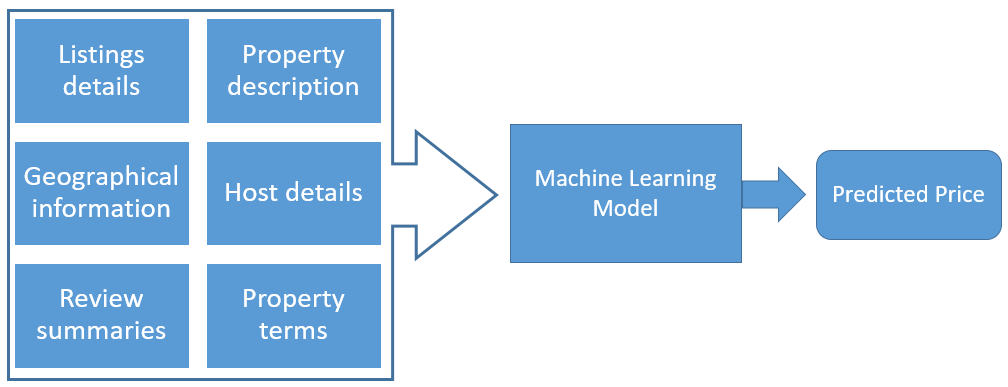 Listings
details
Property
description
Geographical
information
Host details
Review
summaries
Property
terms
Machine Learning
Model
Predicted Price